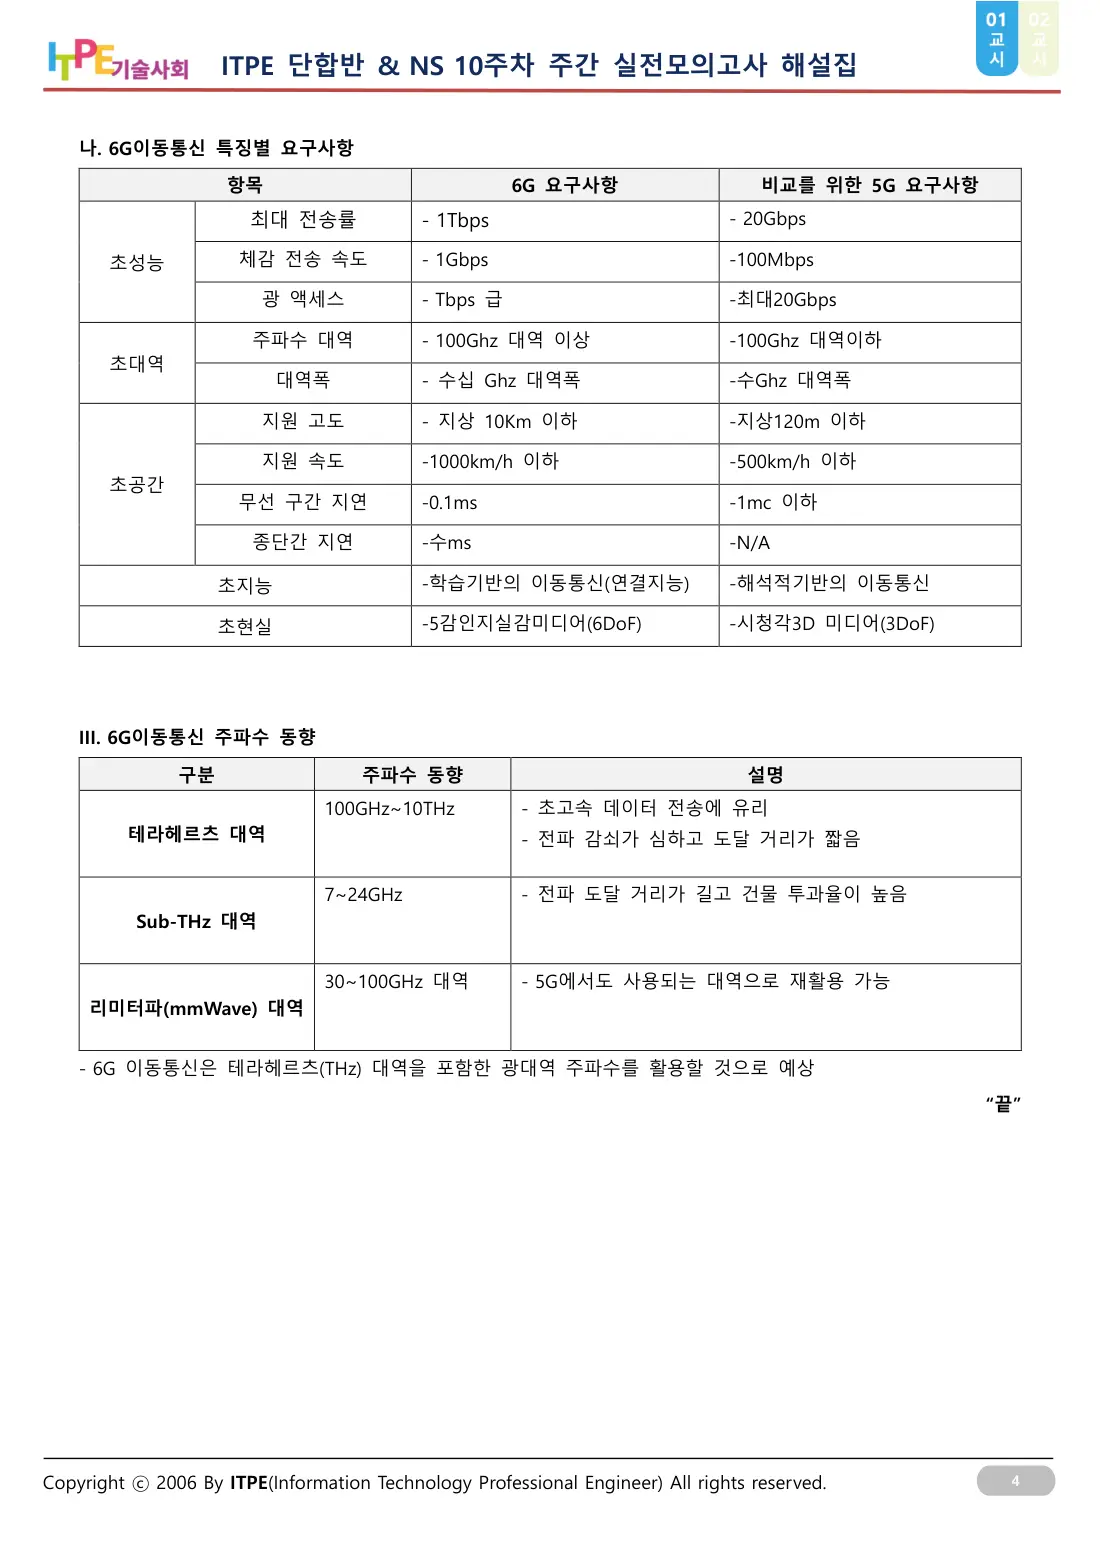 ITPE기술사회 ITPE 단합반 & NS 10주차 주간 실전모의고사 해설집
01 교시
02 교시
나. 6G이동통신 특징별 요구사항
항목 6G 요구사항 비교를 위한 5G 요구사항
초성능 최대 전송률 - 1Tbps - 20Gbps
체감 전송 속도 - 1Gbps -100Mbps
광 액세스 - Tbps 급 -최대20Gbps
초대역 주파수 대역 - 100Ghz 대역 이상 -100Ghz 대역이하
대역폭 - 수십 Ghz 대역폭 -수Ghz 대역폭
초공간 지원 고도 - 지상 10Km 이하 -지상120m 이하
지원 속도 -1000km/h 이하 -500km/h 이하
무선 구간 지연 -0.1ms -1mc 이하
종단간 지연 -수ms -N/A
초지능 -학습기반의 이동통신(연결지능) -해석적기반의 이동통신
초현실 -5감인지실감미디어(6DoF) -시청각3D 미디어(3DoF)
III. 6G이동통신 주파수 동향
구분 주파수 동향 설명
테라헤르츠 대역 100GHz~10THz - 초고속 데이터 전송에 유리
- 전파 감쇠가 심하고 도달 거리가 짧음
Sub-THz 대역 7~24GHz - 전파 도달 거리가 길고 건물 투과율이 높음
리미터파(mmWave) 대역 30~100GHz 대역 - 5G에서도 사용되는 대역으로 재활용 가능
- 6G 이동통신은 테라헤르츠(THz) 대역을 포함한 광대역 주파수를 활용할 것으로 예상
“끝”
Copyright ⓒ 2006 By ITPE(Information Technology Professional Engineer) All rights reserved.
4